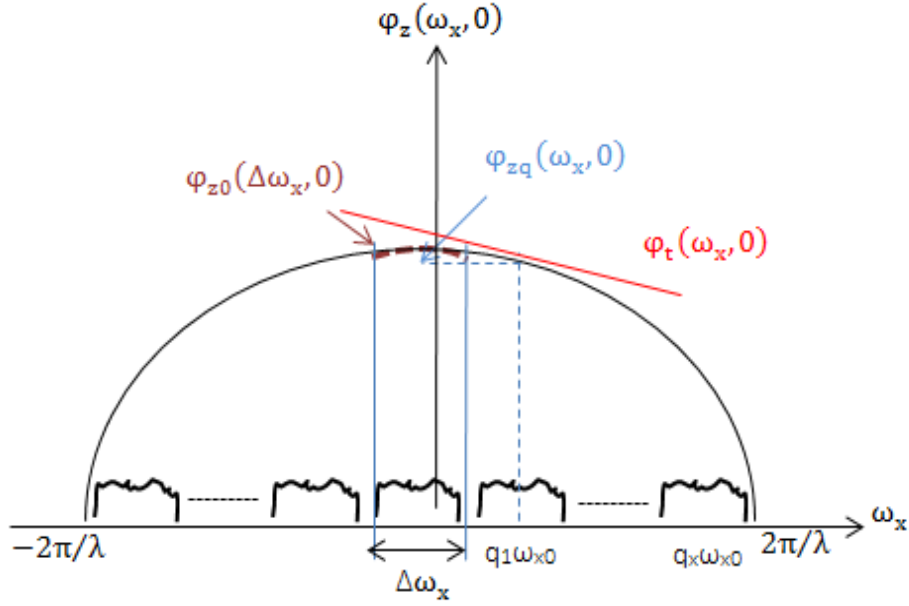 φz(ωx,0)
φzq(ωx,0)
φz0(Δωx,0)
φt(ωx,0)
−2π/λ
q1ωx0
qxωx0
2π/λ
ωx
Δωx